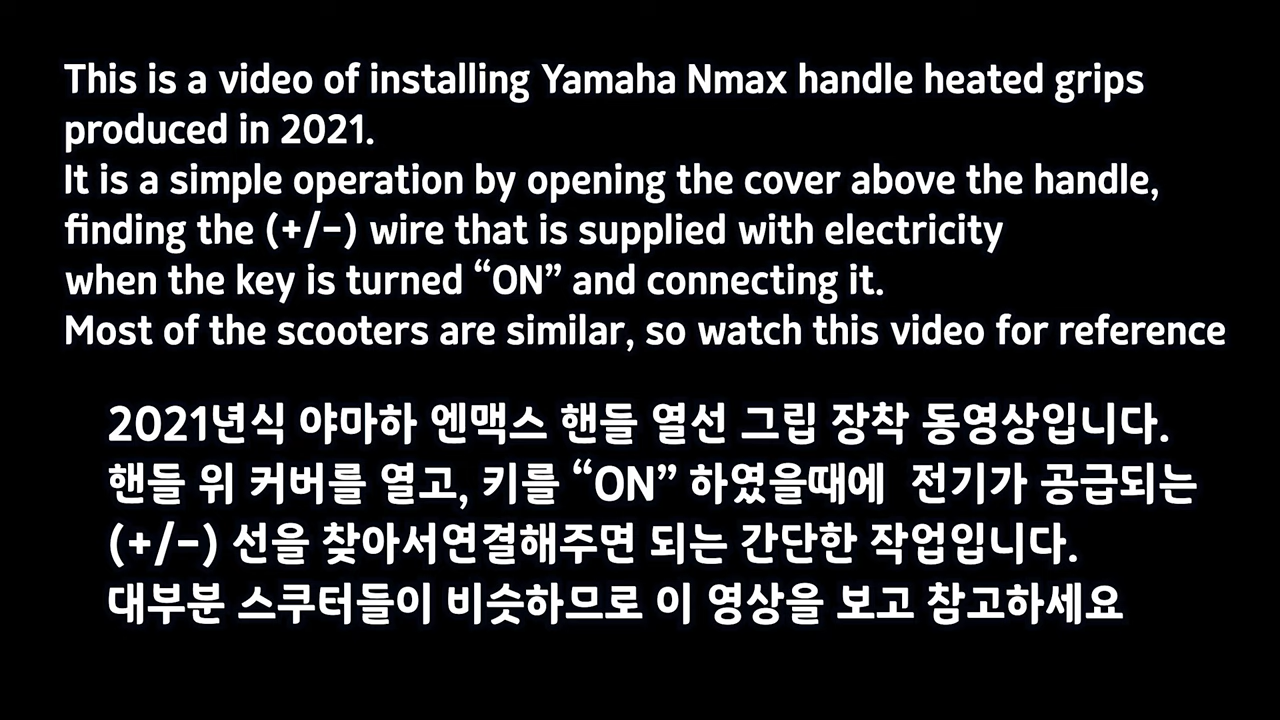 This is a video of installing Yamaha Nmax handle heated grips
produced in 2021.
It is a simple operation by opening the cover above the handle,
finding the (+/-) wire that is supplied with electricity
when the key is turned “ON” and connecting it.
Most of the scooters are similar, so watch this video for reference
2021년식 야마하 엔맥스 핸들 열선 그립 장착 동영상입니다.
핸들 위 커버를 열고, 키를 “ON” 하였을때에 전기가 공급되는
(+/-) 선을 찾아서연결해주면 되는 간단한 작업입니다.
대부분 스쿠터들이 비슷하므로 이 영상을 보고 참고하세요